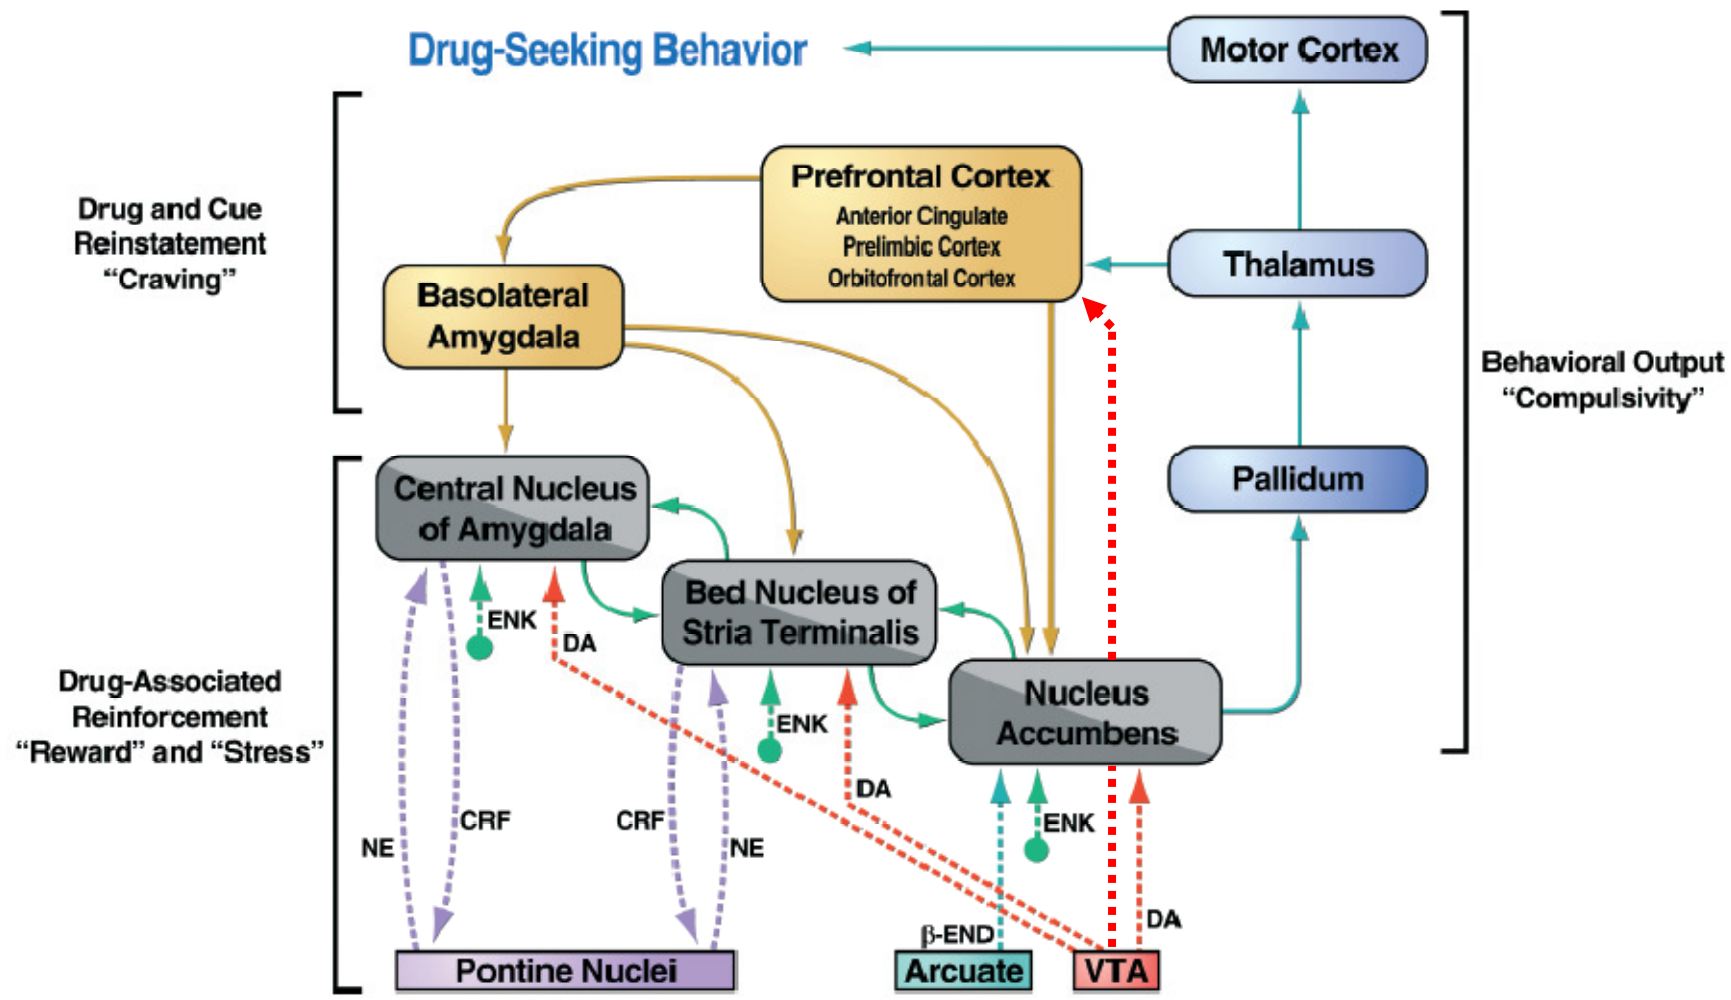 Drug-Seeking Behavior
Motor Cortex
Drug and Cue
Reinstatement
“Craving”
Prefrontal Cortex
Anterior Cingulate
Prelimbic Cortex
Orbitofrontal Cortex
Thalamus
Basolateral
Amygdala
Behavioral Output
“Compulsivity”
Pallidum
Central Nucleus
of Amygdala
Bed Nucleus of
Stria Terminalis
ENK
DA
Nucleus
Accumbens
Drug-Associated
Reinforcement
“Reward” and “Stress”
ENK
DA
NE
CRF
CRF
NE
ENK
DA
β-END
Pontine Nuclei
Arcuate
VTA